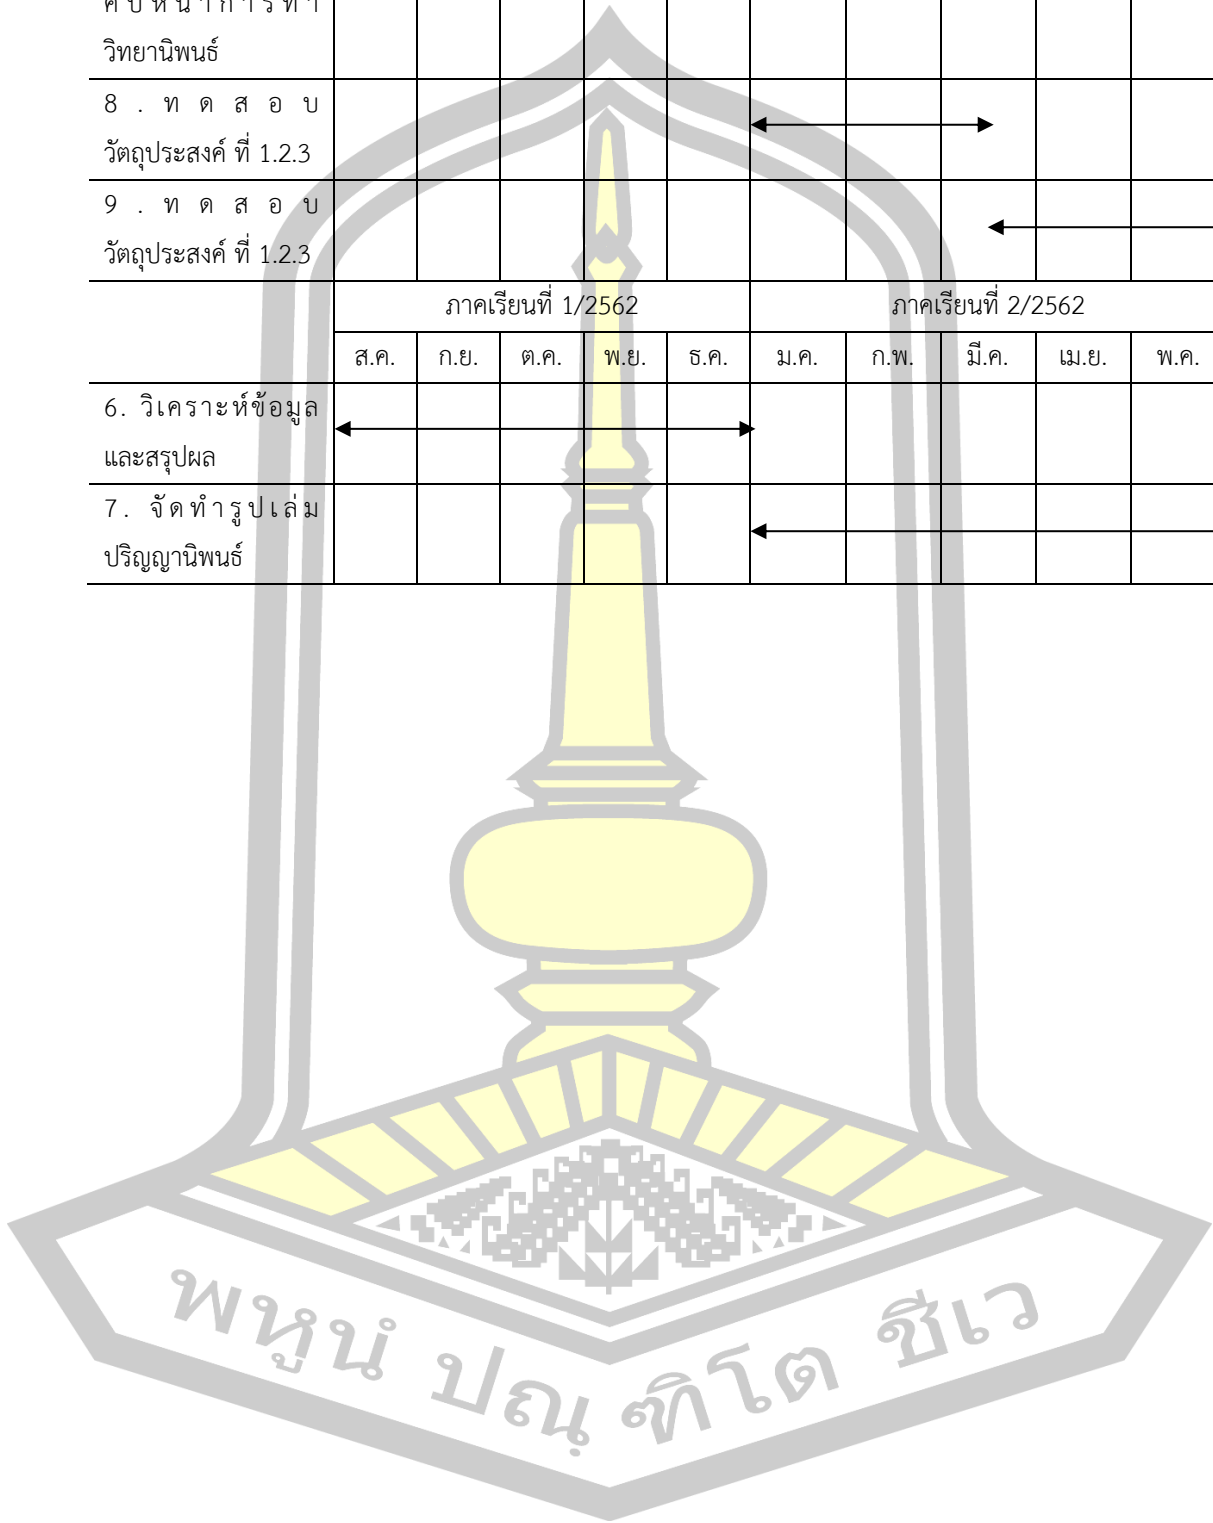 วิทยานิพนธ์
8 . ท ด ส อ บ
วัตถุประสงค์ ที่ 1.2.3
9 . ท ด ส อ บ
วัตถุประสงค์ ที่ 1.2.3
ภาคเรียนที่ 1/2562 ภาคเรียนที่ 2/2562
ส.ค. ก.ย. ต.ค. พ.ย. ธ.ค. ม.ค. ก.พ. มี.ค. เม.ย. พ.ค.
6. วิเคราะห์ข้อมูล
และสรุปผล
7. จัดทำรูปเล่ม
ปริญญานิพนธ์
พหูนํ ปณฺฑิโต ชีเว